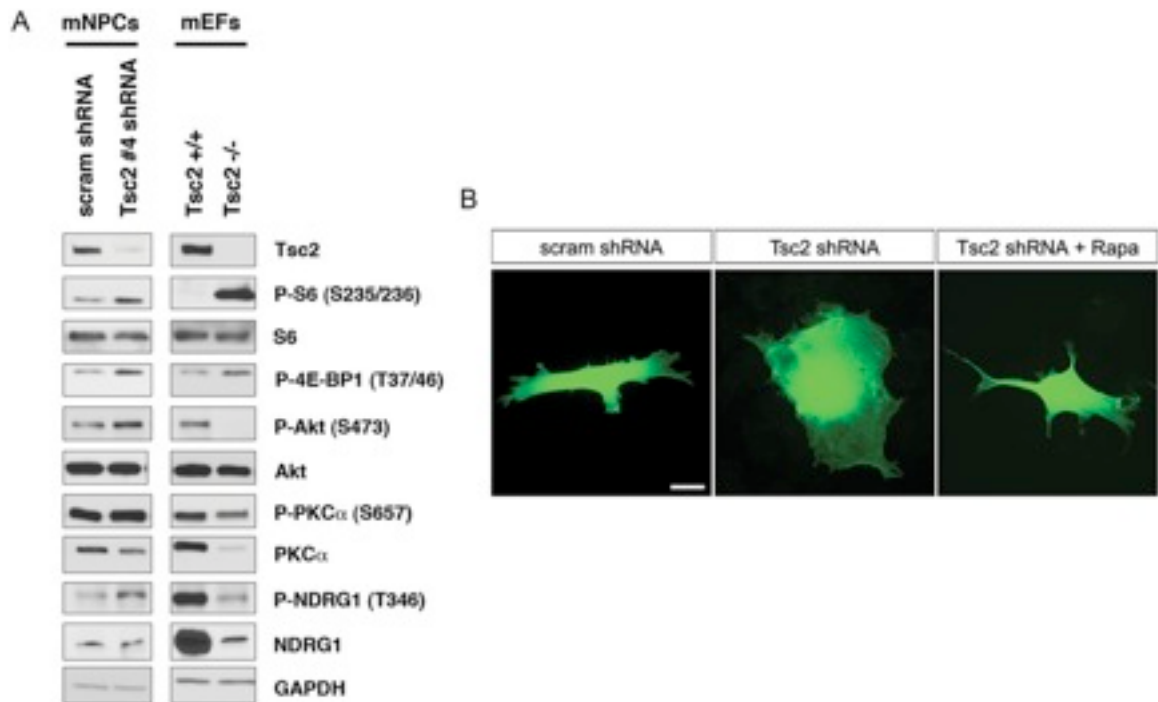 A
mNPCs mEFs
scram shRNA
Tsc2 #4 shRNA
Tsc2 +/+
Tsc2 -/-
Tsc2
P-S6 (S235/236)
S6
P-4E-BP1 (T37/46)
P-Akt (S473)
Akt
P-PKCα (S657)
PKCα
P-NDRG1 (T346)
NDRG1
GAPDH
B
scram shRNA Tsc2 shRNA Tsc2 shRNA + Rapa